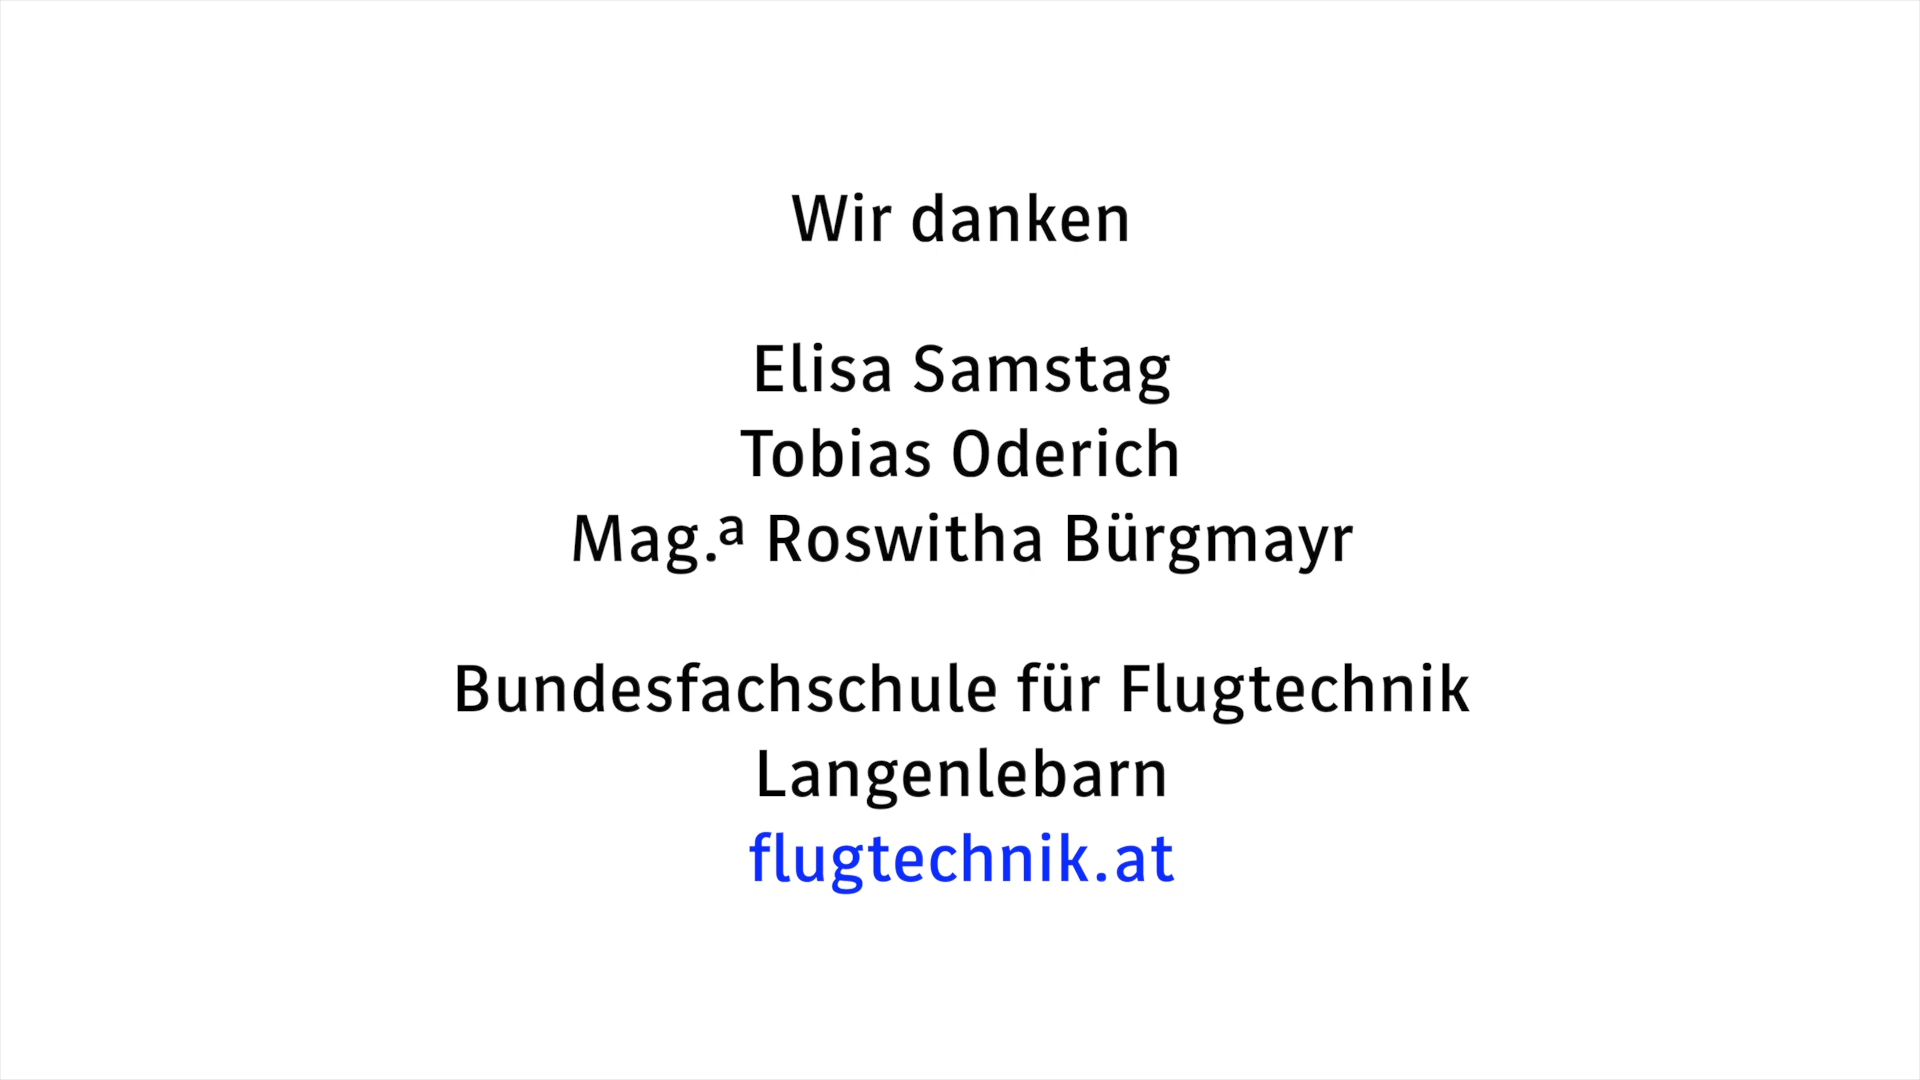 Wir danken
Elisa Samstag
Tobias Oderich
Mag.ª Roswitha Bürgmayr
Bundesfachschule für Flugtechnik
Langenlebarn
flugtechnik.at